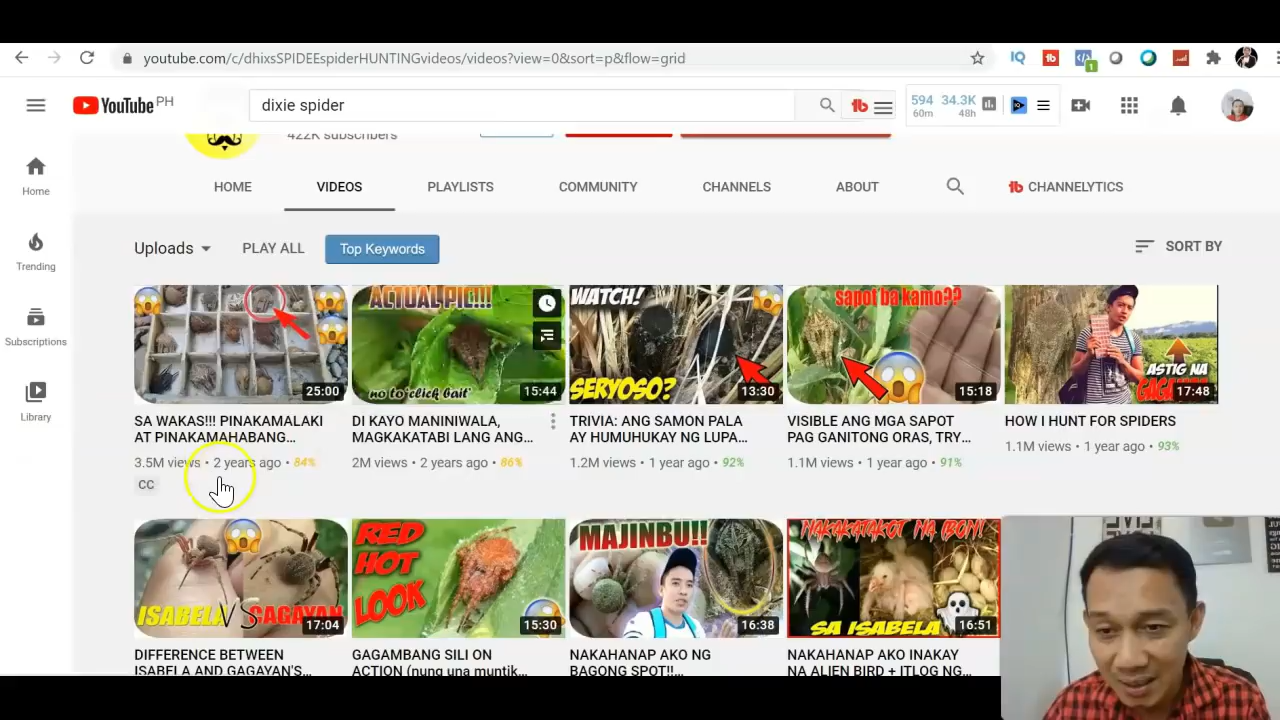 youtube.com/c/dhixsSPIDEEspiderHUNTINGvideos/videos?view=0&sort=p&flow=grid
1
YouTube PH
dixie spider
tb
594 34.3K
60m 48h
422K subscribers
Home
Trending
Subscriptions
Library
HOME VIDEOS PLAYLISTS COMMUNITY CHANNELS ABOUT tb CHANNELYTICS
Uploads PLAY ALL Top Keywords SORT BY
25:00
ACTUAL PIC!!!
no to 'click bait'
15:44
WATCH!
SERYOSO?
13:30
sapot ba kamo??
15:18
ASTIG NA
17:48
SA WAKAS!!! PINAKAMALAKI
AT PINAKAMAHABANG...
3.5M views • 2 years ago • 84%
CC
DI KAYO MANINIWALA,
MAGKAKATABI LANG ANG...
2M views • 2 years ago • 86%
TRIVIA: ANG SAMON PALA
AY HUMUHUKAY NG LUPA...
1.2M views • 1 year ago • 92%
VISIBLE ANG MGA SAPOT
PAG GANITONG ORAS, TRY...
1.1M views • 1 year ago • 91%
HOW I HUNT FOR SPIDERS
1.1M views • 1 year ago • 93%
ISABELA VS CAGAYAN
17:04
RED
HOT
LOOK
15:30
MAJINBU!!
16:38
NAKAKATAKOT NA IBON!
SA ISABELA
16:51
DIFFERENCE BETWEEN
ISABELA AND GAGAYAN'S...
GAGAMBANG SILI ON
ACTION (nung una muntik...
NAKAHANAP AKO NG
BAGONG SPOT!!...
NAKAHANAP AKO INAKAY
NA ALIEN BIRD + ITLOG NG...